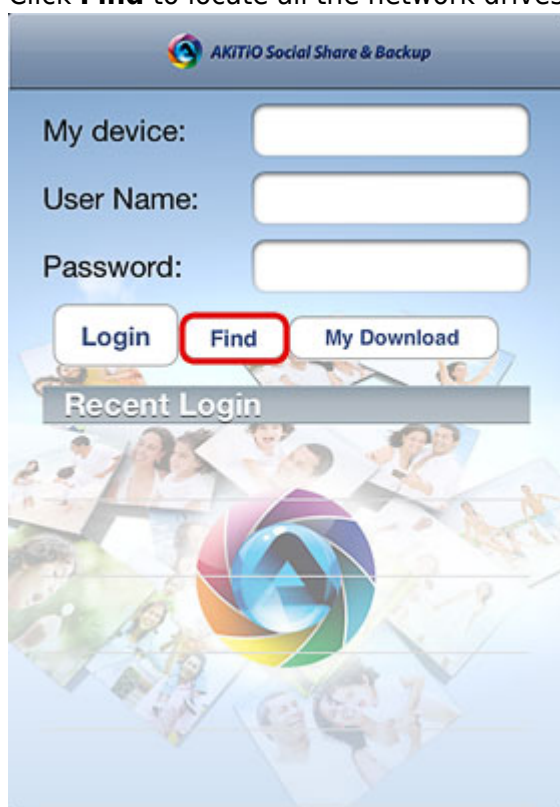 Click Find to locate all the network drives
AKiTiO Social Share & Backup
My device:
User Name:
Password:
Login Find My Download
Recent Login